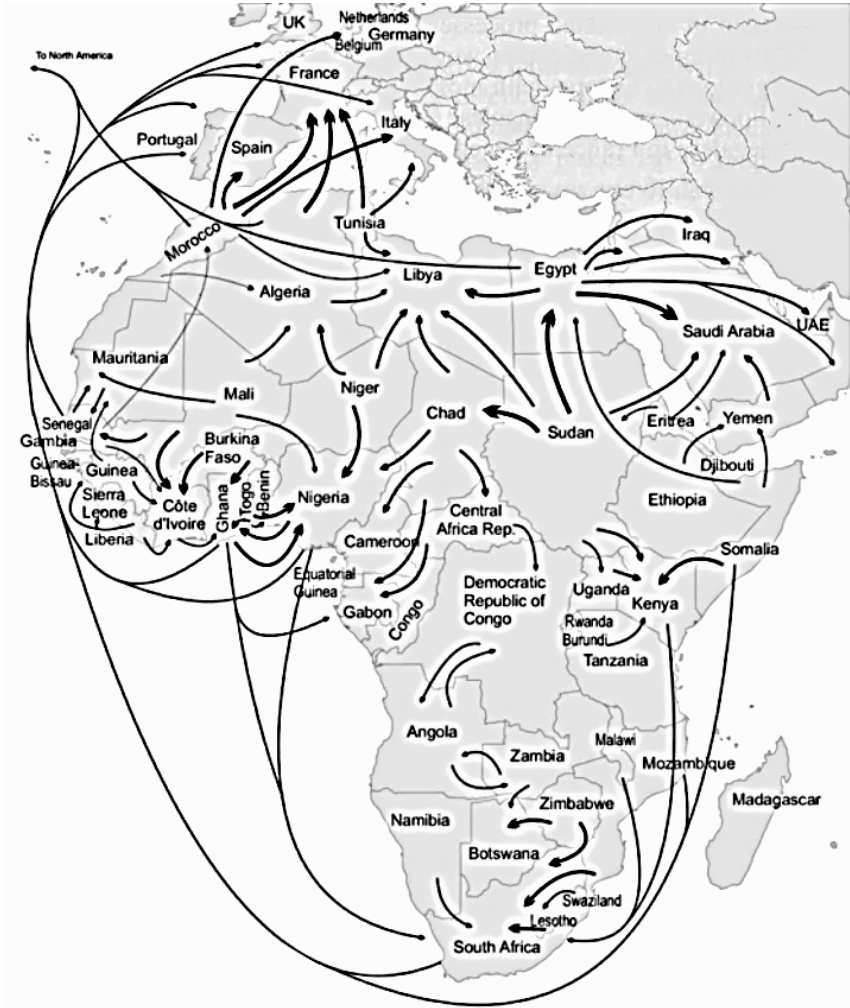 UK
Netherlands
Germany
Belgium
To North America
France
Italy
Portugal
Spain
Tunisia
Morocco
Iraq
Libya
Egypt
Algeria
UAE
Saudi Arabia
Mauritania
Mali
Niger
Chad
Senegal
Gambia
Burkina
Faso
Sudan
Eritrea
Yemen
Guinea-
Bissau
Guinea
Djibouti
Sierra
Leone
Côte
d'Ivoire
Ghana
Togo
Benin
Nigeria
Ethiopia
Central
Africa Rep.
Liberia
Cameroon
Somalia
Equatorial
Guinea
Democratic
Republic of
Congo
Uganda
Kenya
Gabon
Congo
Rwanda
Burundi
Tanzania
Angola
Malawi
Zambia
Mozambique
Zimbabwe
Madagascar
Namibia
Botswana
Swaziland
Lesotho
South Africa